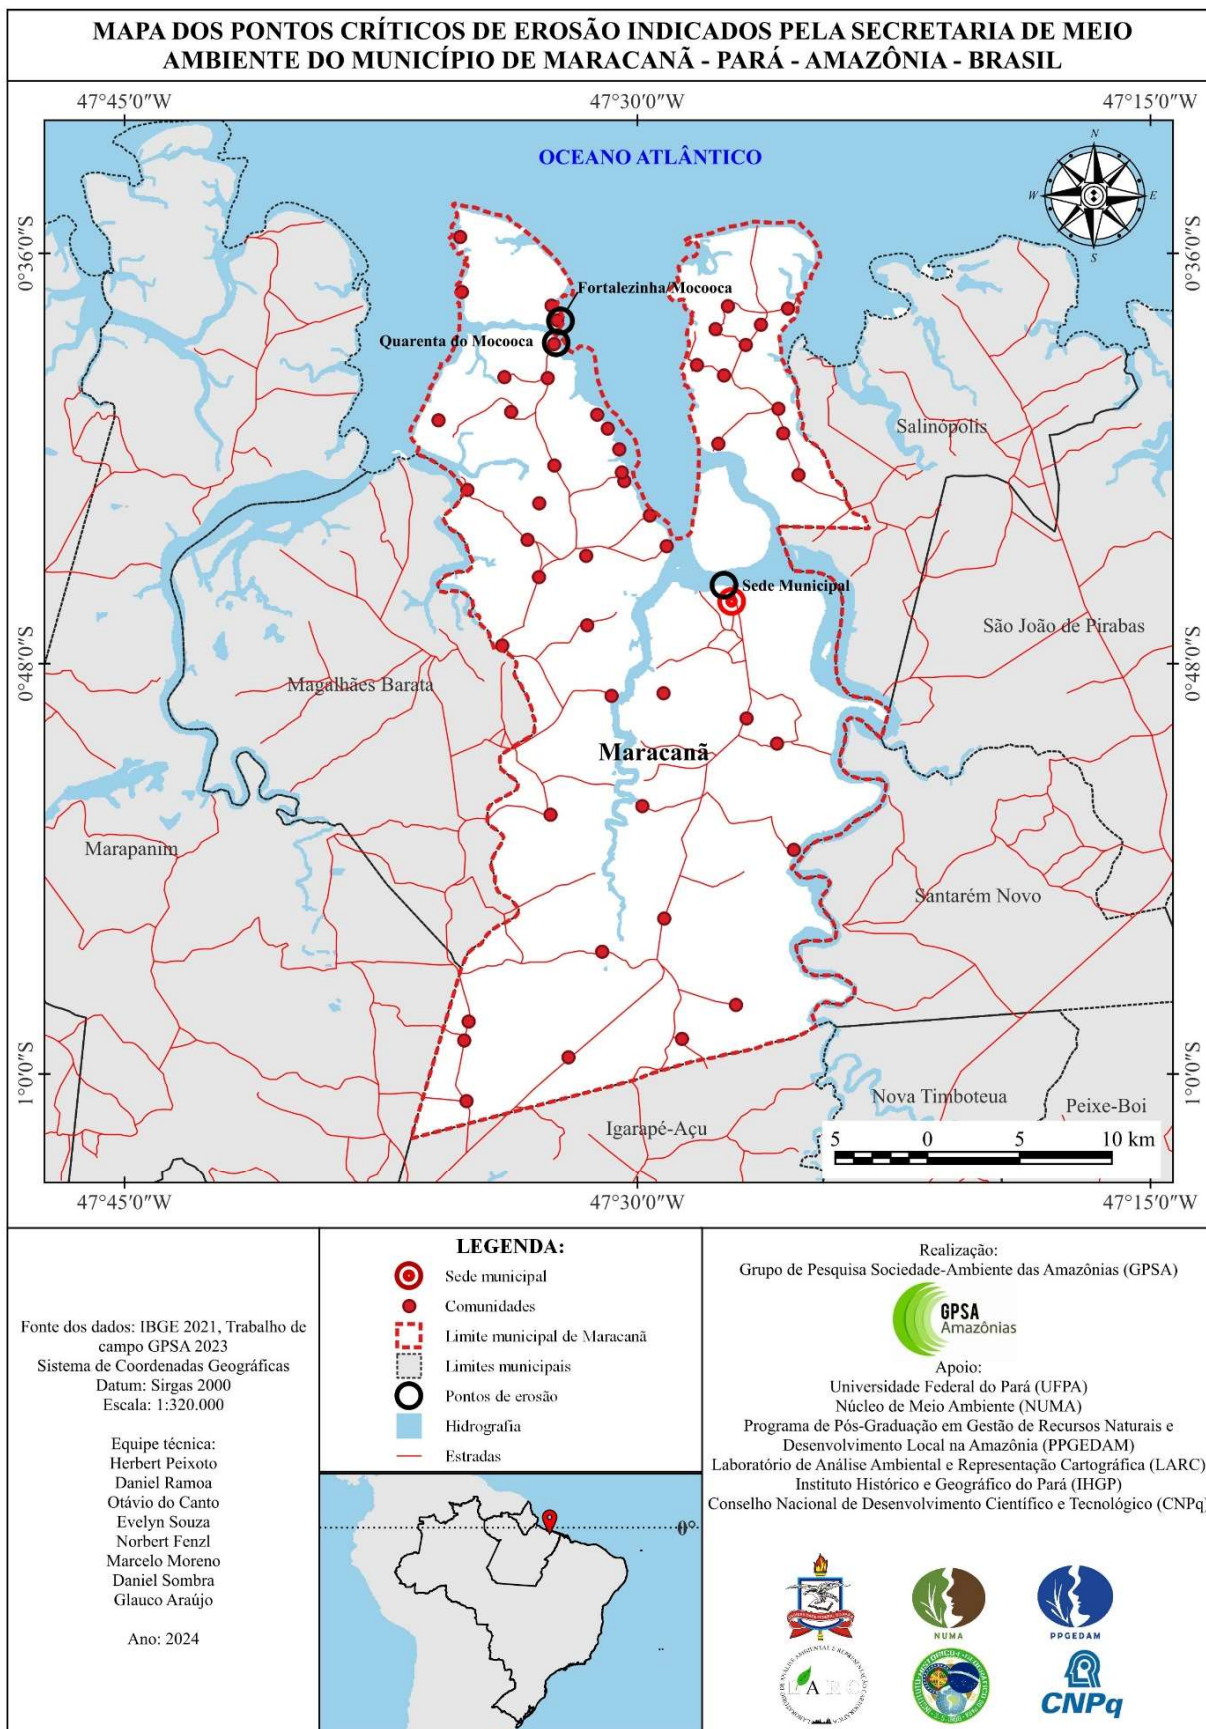 MAPA DOS PONTOS CRÍTICOS DE EROSÃO INDICADOS PELA SECRETARIA DE MEIO
AMBIENTE DO MUNICÍPIO DE MARACANÃ - PARÁ - AMAZÔNIA - BRASIL
47°45'0"W
47°30'0"W
47°15'0"W
OCEANO ATLÂNTICO
N
W
E
S
0°36'0"S
0°36'0"S
Fortalezinha/Mocooca
Quarenta do Mocooca
Salinópolis
Sede Municipal
São João de Pirabas
0°48'0"S
0°48'0"S
Magalhães Barata
Maracanã
Marapanim
Santarém Novo
1°0'0"S
1°0'0"S
Nova Timboteua
Peixe-Boi
Igarapé-Açu
5 0 5 10 km
47°45'0"W
47°30'0"W
47°15'0"W
Fonte dos dados: IBGE 2021, Trabalho de
campo GPSA 2023
Sistema de Coordenadas Geográficas
Datum: Sirgas 2000
Escala: 1:320.000
Equipe técnica:
Herbert Peixoto
Daniel Ramoa
Otávio do Canto
Evelyn Souza
Norbert Fenzl
Marcelo Moreno
Daniel Sombra
Glauco Araújo
Ano: 2024
LEGENDA:
Sede municipal
Comunidades
Limite municipal de Maracanã
Limites municipais
Pontos de erosão
Hidrografia
Estradas
0°
Realização:
Grupo de Pesquisa Sociedade-Ambiente das Amazônias (GPSA)
GPSA
Amazônias
Apoio:
Universidade Federal do Pará (UFPA)
Núcleo de Meio Ambiente (NUMA)
Programa de Pós-Graduação em Gestão de Recursos Naturais e
Desenvolvimento Local na Amazônia (PPGEDAM)
Laboratório de Análise Ambiental e Representação Cartográfica (LARC)
Instituto Histórico e Geográfico do Pará (IHGP)
Conselho Nacional de Desenvolvimento Científico e Tecnológico (CNPq)
NUMA
PPGEDAM
LARC
CNPq